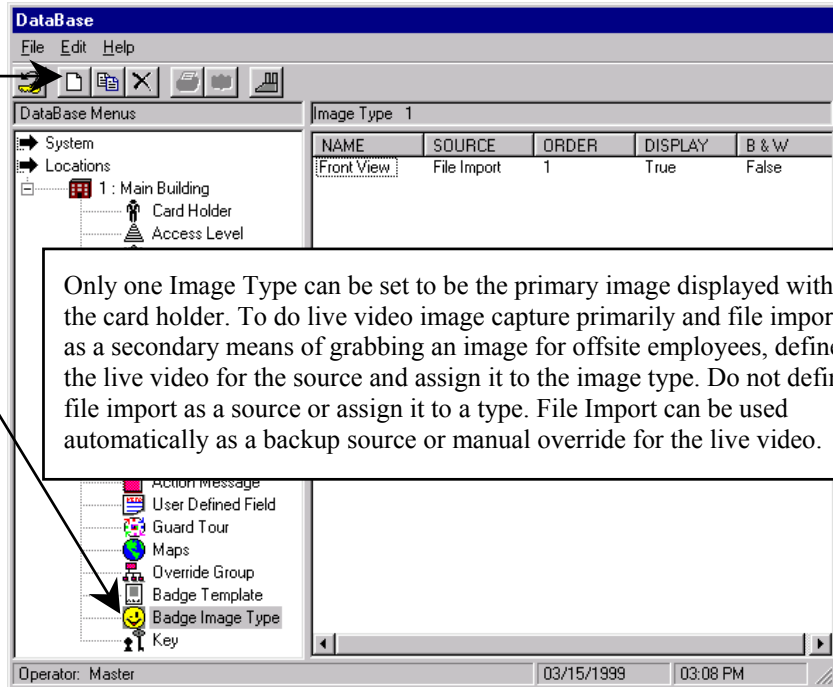 DataBase
File Edit Help
DataBase Menus
Image Type 1
System
Locations
1 : Main Building
Card Holder
Access Level
NAME SOURCE ORDER DISPLAY B & W
Front View File Import 1 True False
Only one Image Type can be set to be the primary image displayed with
the card holder. To do live video image capture primarily and file impor
as a secondary means of grabbing an image for offsite employees, define
the live video for the source and assign it to the image type. Do not defin
file import as a source or assign it to a type. File Import can be used
automatically as a backup source or manual override for the live video.
Action Message
User Defined Field
Guard Tour
Maps
Override Group
Badge Template
Badge Image Type
Key
Operator: Master 03/15/1999 03:08 PM